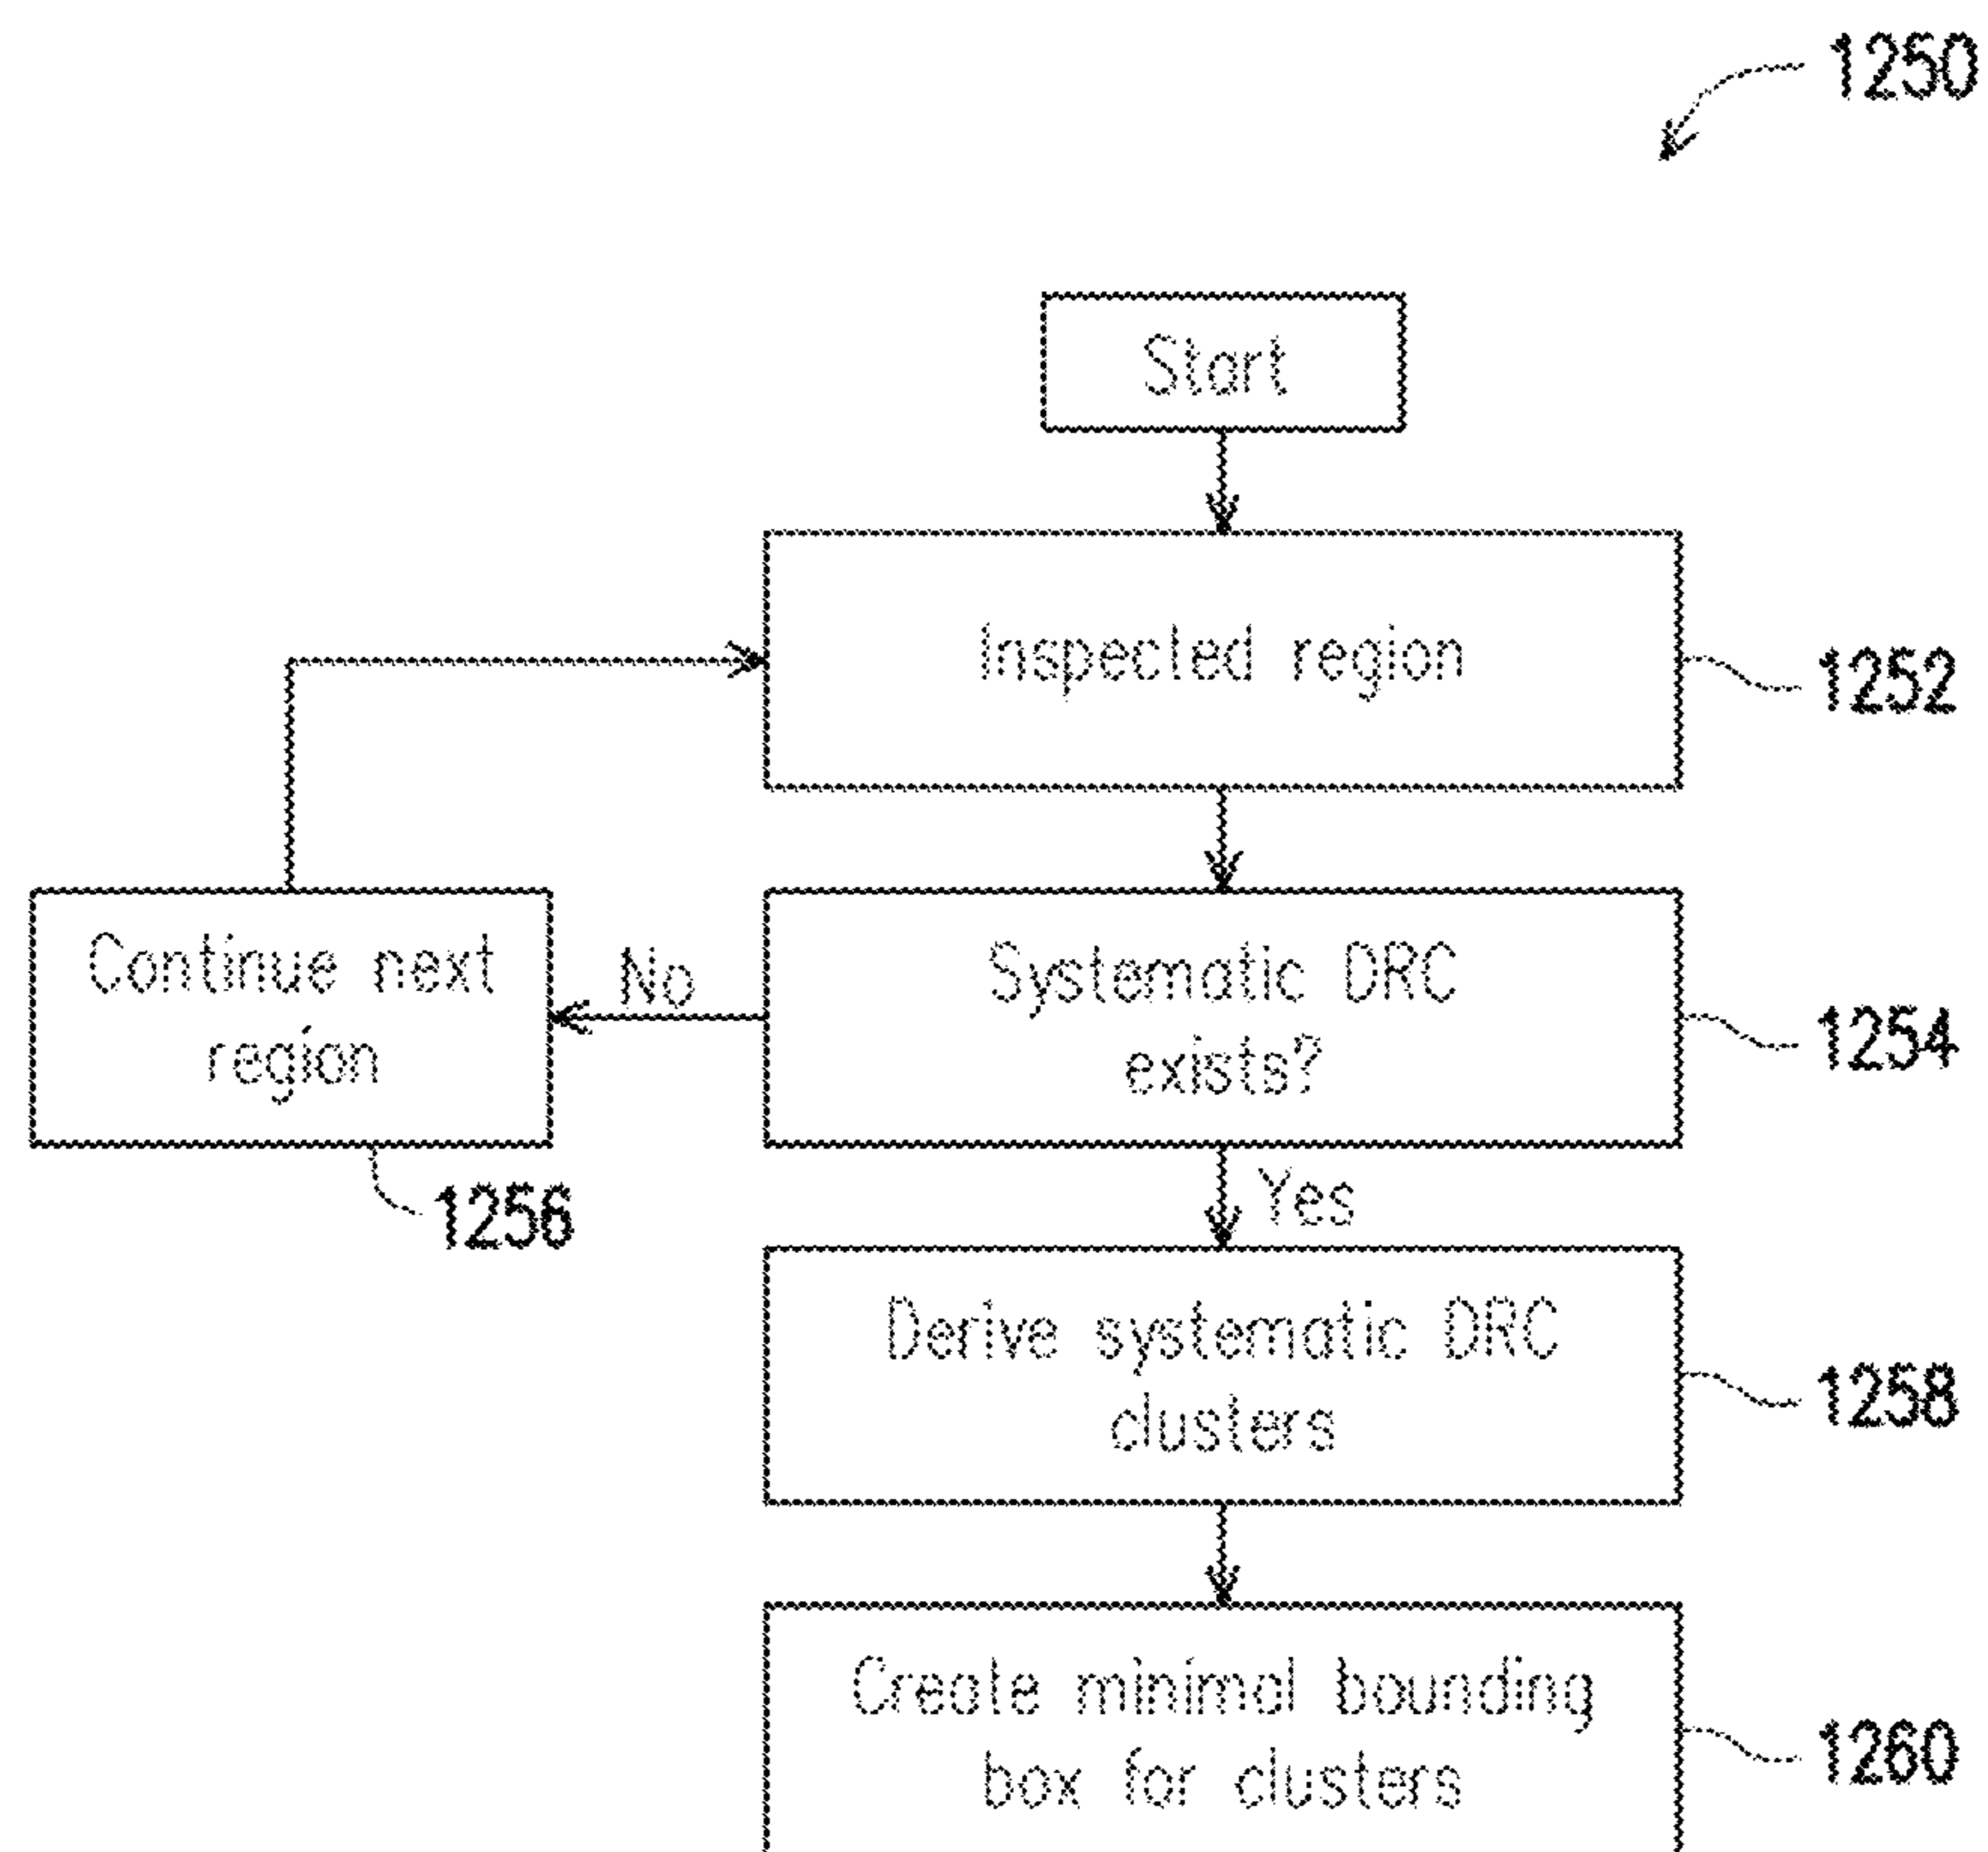 1250
Start
Inspected region
1252
Continue next
region
1256
No
Systematic DRC
exists?
1254
Yes
Derive systematic DRC
clusters
1258
Create minimal bounding
box for clusters
1260